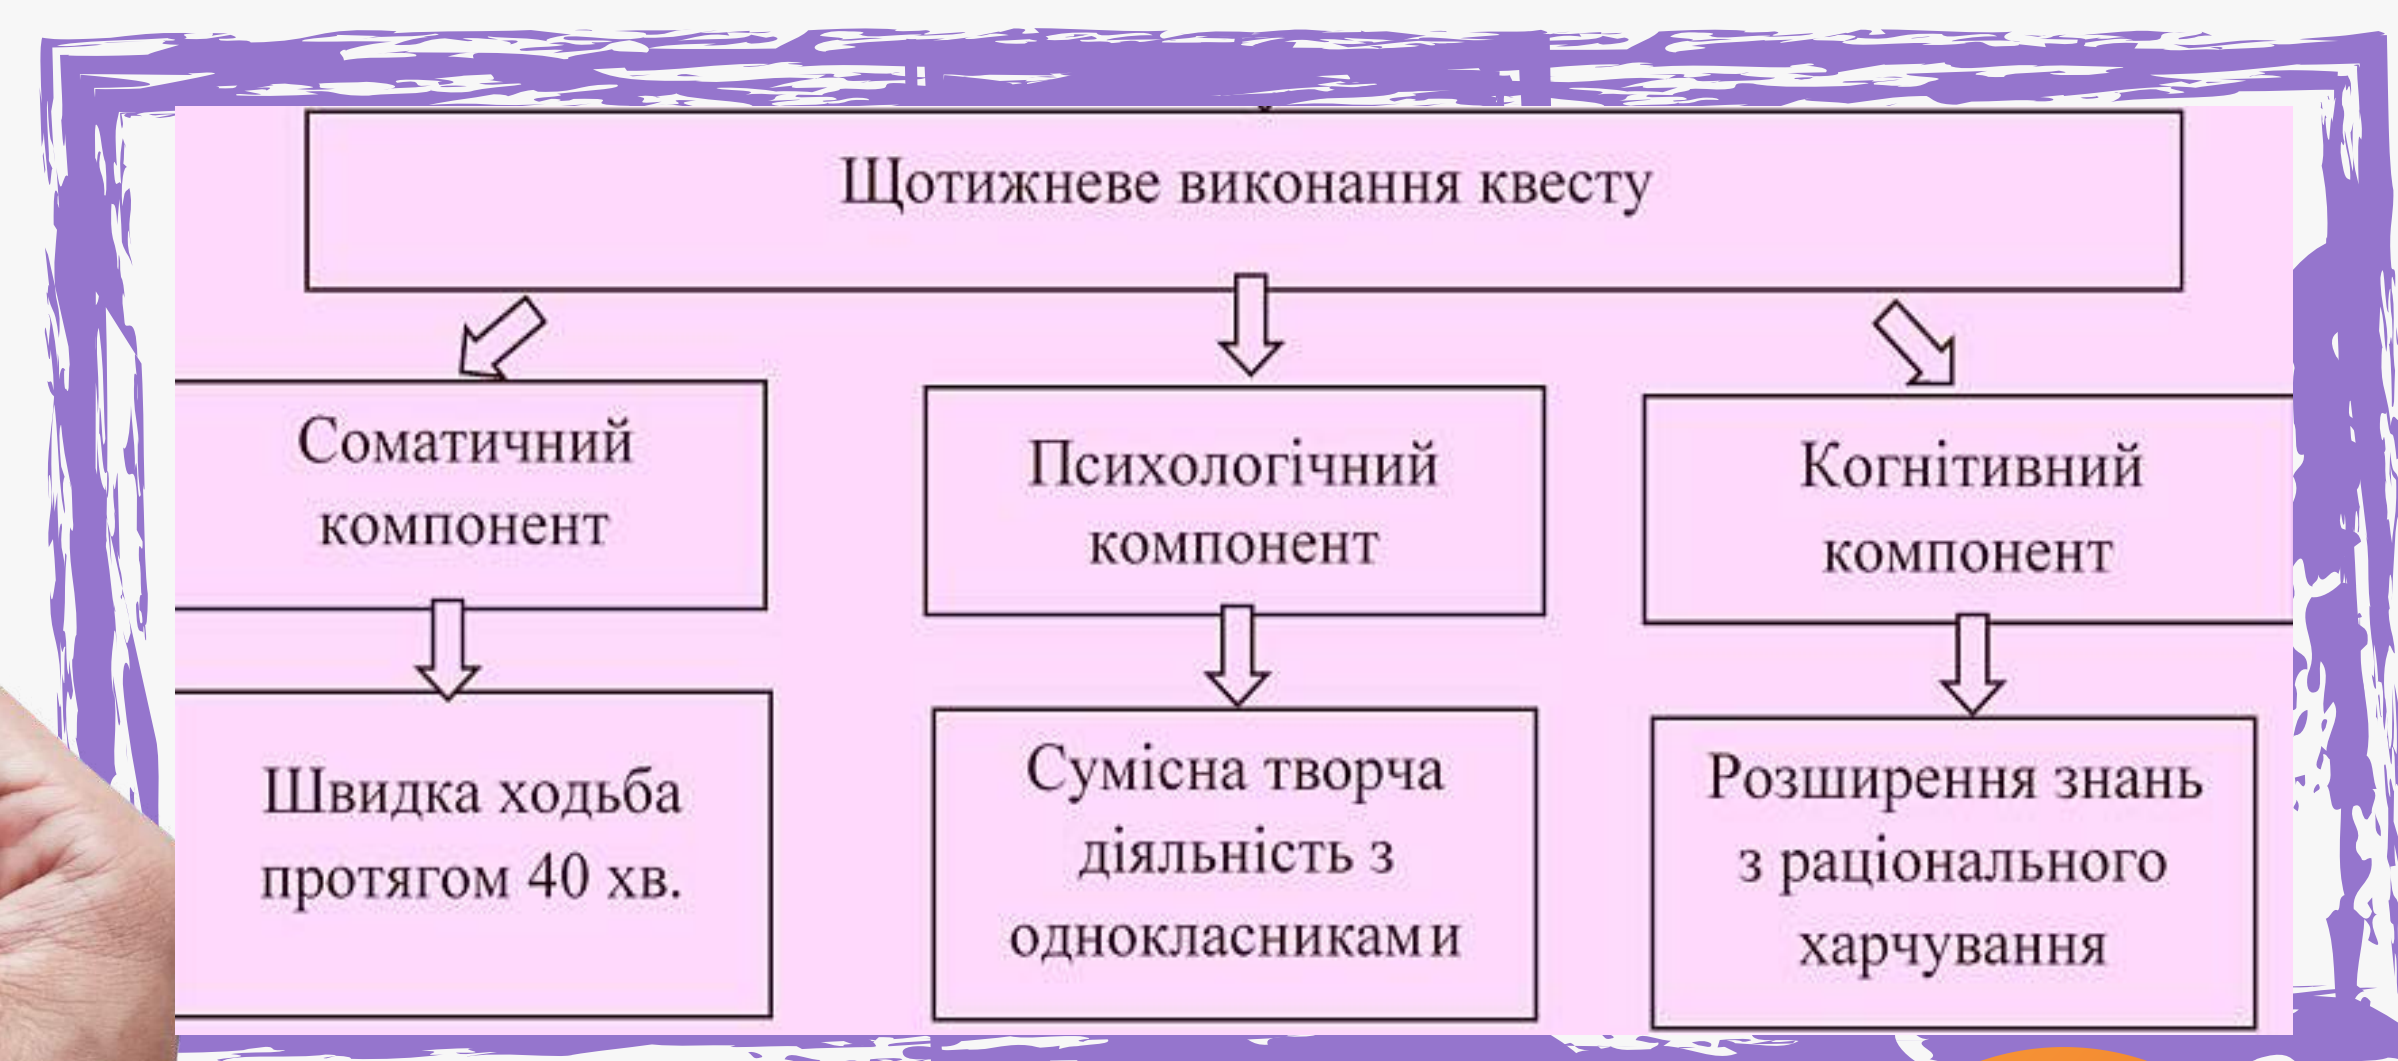 Щотижневе виконання квесту
Соматичний
компонент
Психологічний
компонент
Когнітивний
компонент
Швидка ходьба
протягом 40 хв.
Сумісна творча
діяльність з
однокласниками
Розширення знань
з раціонального
харчування